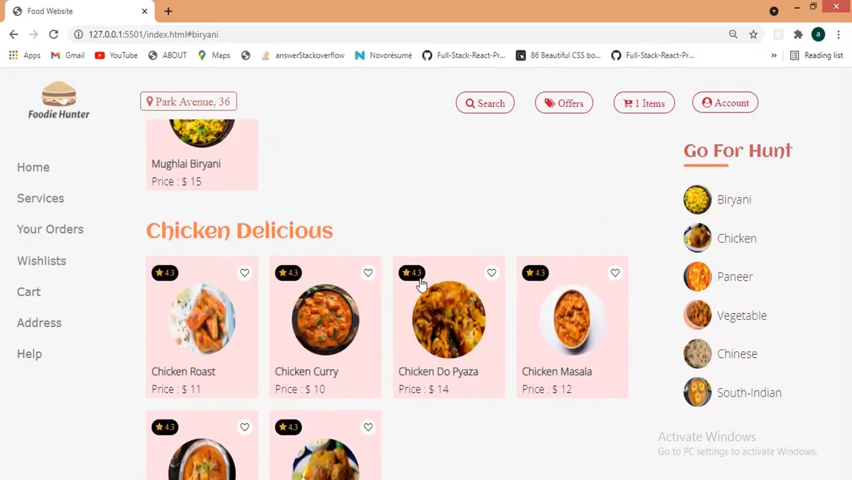 Food Website
127.0.0.1:5501/index.html#biryani
Apps
Gmail
YouTube
ABOUT
Maps
answerStackoverflow
Novorésumé
Full-Stack-React-Pr...
86 Beautiful CSS bo...
Full-Stack-React-Pr...
»
Reading list
Foodie Hunter
Park Avenue, 36
Search
Offers
1 Items
Account
Home
Services
Your Orders
Wishlists
Cart
Address
Help
Mughlai Biryani
Price : $ 15
Chicken Delicious
4.3
4.3
4.3
4.3
Chicken Roast
Chicken Curry
Chicken Do Pyaza
Chicken Masala
Price : $ 11
Price : $ 10
Price : $ 14
Price : $ 12
4.3
4.3
Go For Hunt
Biryani
Chicken
Paneer
Vegetable
Chinese
South-Indian
Activate Windows
Go to PC settings to activate Windows.